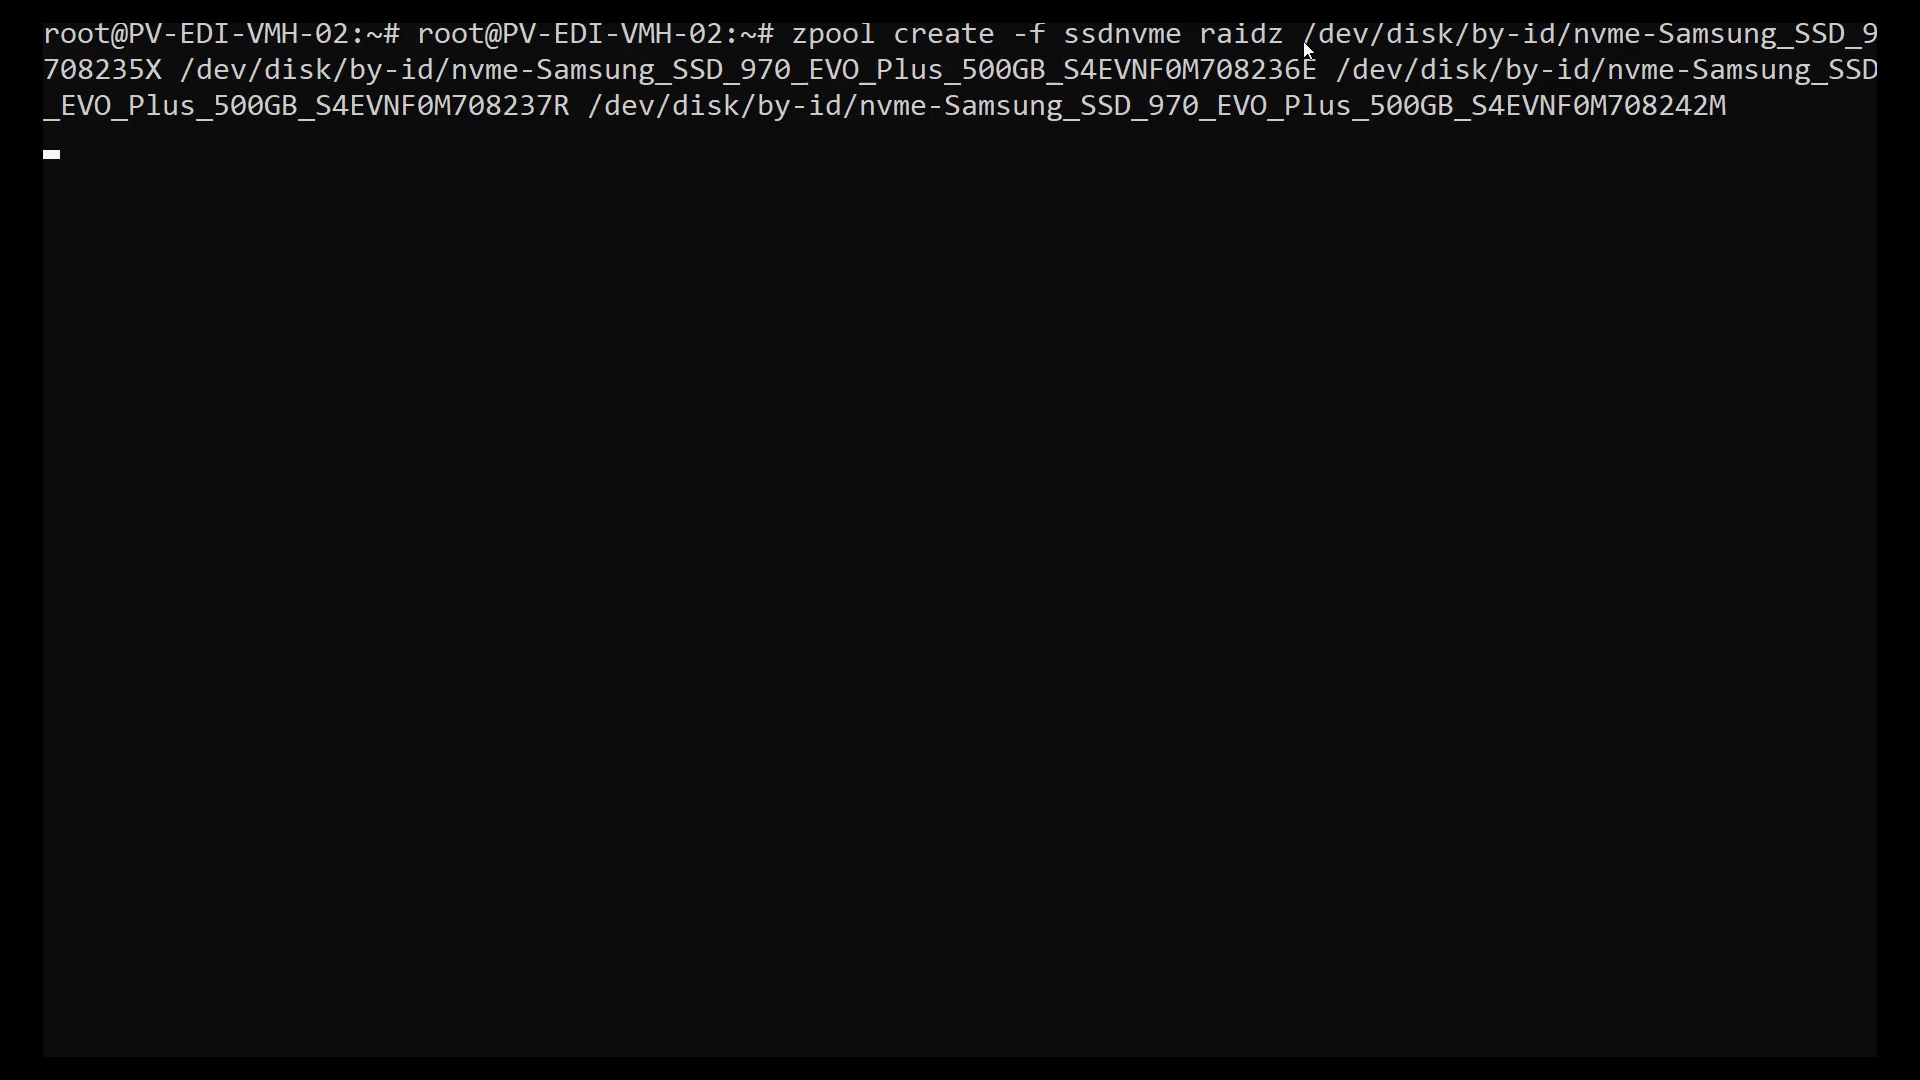 root@PV-EDI-VMH-02:~# root@PV-EDI-VMH-02:~# zpool create -f ssdnvme raidz /dev/disk/by-id/nvme-Samsung_SSD_9
708235X /dev/disk/by-id/nvme-Samsung_SSD_970_EVO_Plus_500GB_S4EVNF0M708236E /dev/disk/by-id/nvme-Samsung_SSD
_EVO_Plus_500GB_S4EVNF0M708237R /dev/disk/by-id/nvme-Samsung_SSD_970_EVO_Plus_500GB_S4EVNF0M708242M